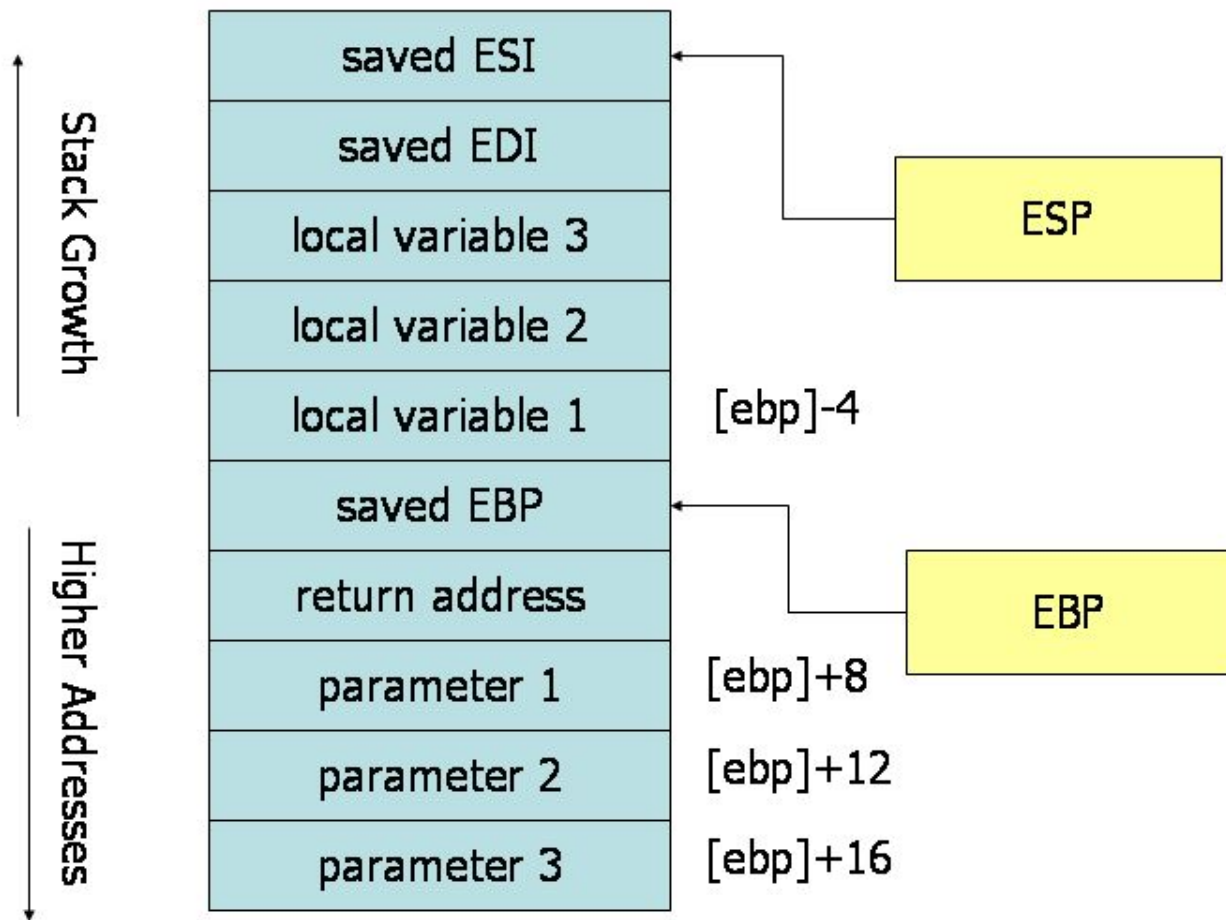 saved ESI
saved EDI
local variable 3
local variable 2
local variable 1
saved EBP
return address
parameter 1
parameter 2
parameter 3
[ebp]-4
[ebp]+8
[ebp]+12
[ebp]+16
ESP
EBP
Stack Growth
Higher Addresses